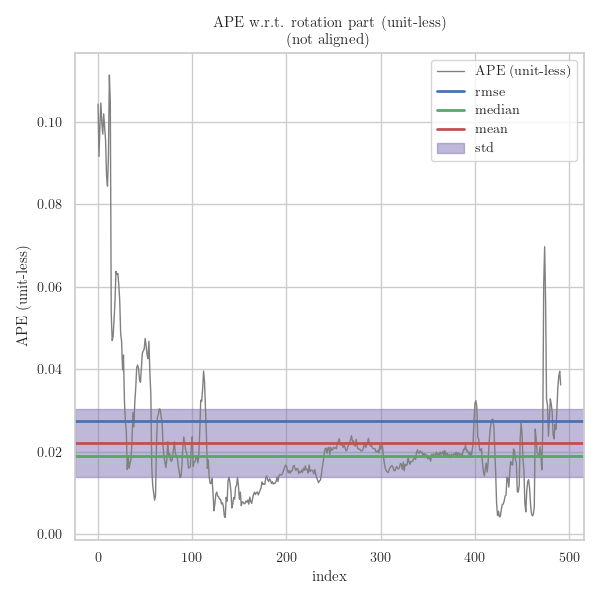 APE w.r.t. rotation part (unit-less)
(not aligned)
APE (unit-less)
rmse
median
mean
std
APE (unit-less)
0.10
0.08
0.06
0.04
0.02
0.00
0
100
200
300
400
500
index